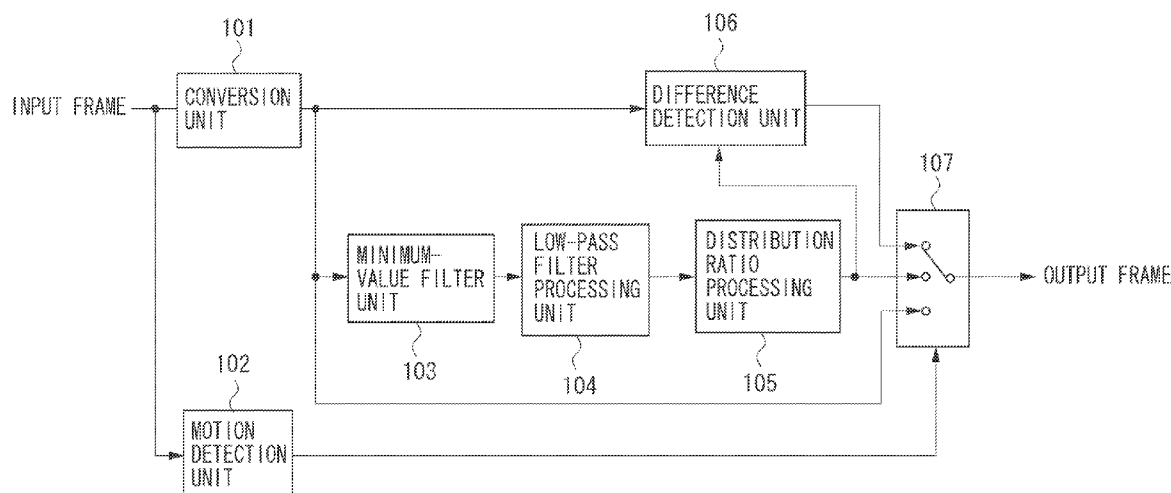 101
106
INPUT FRAME
CONVERSION
UNIT
DIFFERENCE
DETECTION UNIT
107
MINIMUM-
VALUE FILTER
UNIT
LOW-PASS
FILTER
PROCESSING
UNIT
DISTRIBUTION
RATIO
PROCESSING
UNIT
OUTPUT FRAME
103
104
105
102
MOTION
DETECTION
UNIT